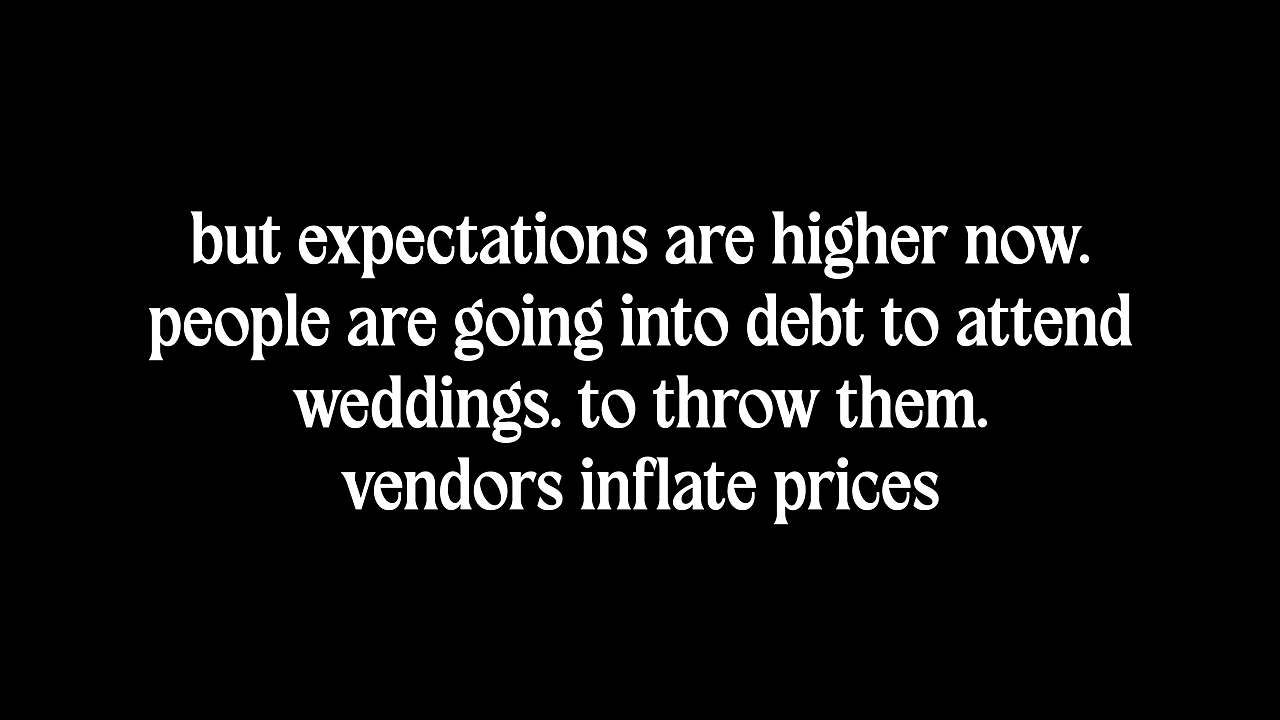 but expectations are higher now.
people are going into debt to attend
weddings. to throw them.
vendors inflate prices